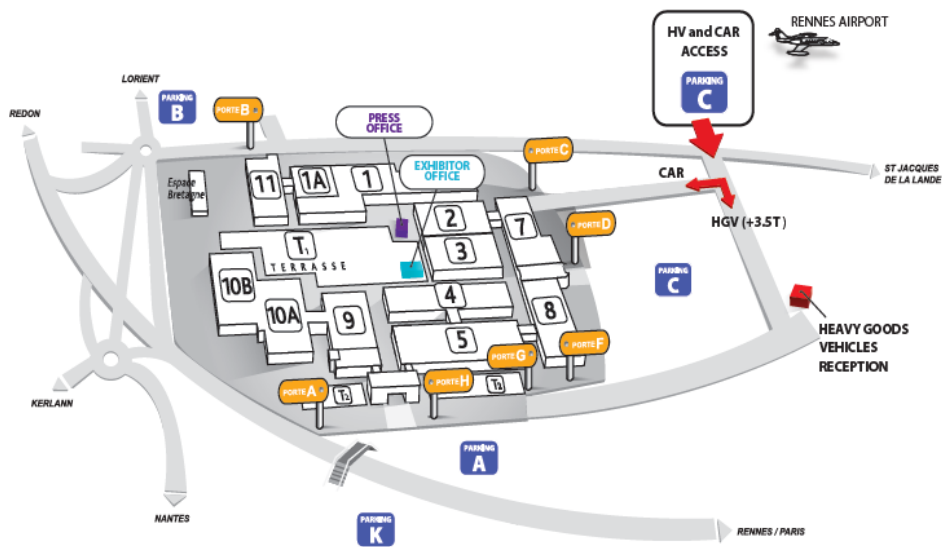 RENNES AIRPORT
HV and CAR
ACCESS
PARKING
C
LORIENT
REDON
PARKING
B
PORTE B
PRESS
OFFICE
EXHIBITOR
OFFICE
PORTE C
ST JACQUES
DE LA LANDE
CAR
HGV (+3.5T)
Espace
Bretagne
11
1A
1
2
7
PORTE D
T1
TERRASSE
3
PARKING
C
10B
10A
4
9
8
5
HEAVY GOODS
VEHICLES
RECEPTION
PORTE F
PORTE G
PORTE A
T2
PORTE H
T2
KERLANN
PARKING
A
NANTES
PARKING
K
RENNES / PARIS